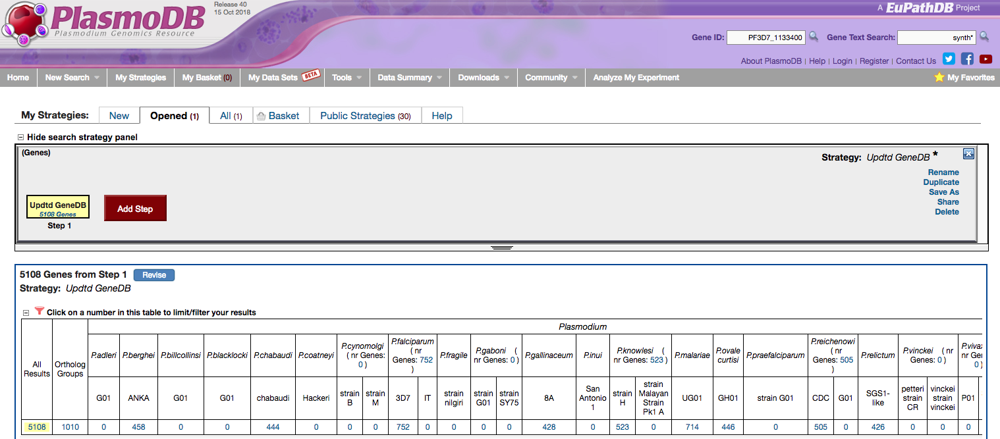 PlasmoDB
Plasmodium Genomics Resource
Release 40
15 Oct 2018
A EuPathDB Project
Gene ID: PF3D7_1133400 Gene Text Search: synth*
About PlasmoDB | Help | Login | Register | Contact Us
Home New Search My Strategies My Basket (0) My Data Sets BETA Tools Data Summary Downloads Community Analyze My Experiment My Favorites
My Strategies: New Opened (1) All (1) Basket Public Strategies (30) Help
Hide search strategy panel
(Genes)
Strategy: Updtd GeneDB *
Rename
Duplicate
Save As
Share
Delete
Updtd GeneDB
5108 Genes
Step 1
Add Step
5108 Genes from Step 1 Revise
Strategy: Updtd GeneDB
Click on a number in this table to limit/filter your results
All Results Ortholog Groups Plasmodium
P.adleri P.berghei P.billcollinsi P.blacklocki P.chabaudi P.coatneyi P.cynomolgi ( nr Genes: 0 ) P.falciparum ( nr Genes: 752 ) P.fragile P.gaboni ( nr Genes: 0 ) P.gallinaceum P.inui P.knowlesi ( nr Genes: 523 ) P.malariae P.ovale curtisi P.praefalciparum P.reichenowi ( nr Genes: 505 ) P.relictum P.vinckei ( nr Genes: 0 ) P.viva
G01 ANKA G01 G01 chabaudi Hackeri strain B strain M 3D7 IT strain nilgiri strain G01 strain SY75 8A San Antonio 1 strain H strain Malayan Strain Pk1 A UG01 GH01 strain G01 CDC G01 SGS1-like petteri strain CR vinckei strain vinckei P01
5108 1010 0 458 0 0 444 0 0 0 752 0 0 0 0 428 0 523 0 714 446 0 505 0 426 0 0 0